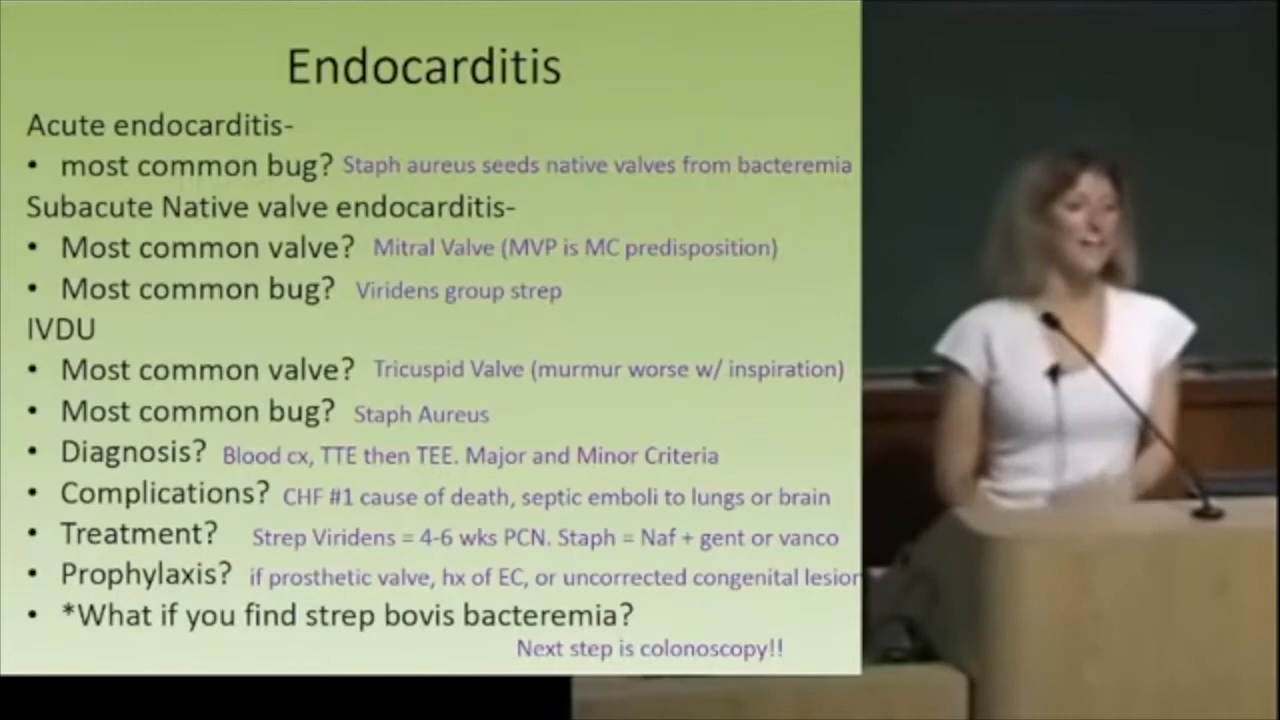 Endocarditis
Acute endocarditis-
• most common bug? Staph aureus seeds native valves from bacteremia
Subacute Native valve endocarditis-
• Most common valve? Mitral Valve (MVP is MC predisposition)
• Most common bug? Viridens group strep
IVDU
• Most common valve? Tricuspid Valve (murmur worse w/ inspiration)
• Most common bug? Staph Aureus
• Diagnosis? Blood cx, TTE then TEE. Major and Minor Criteria
• Complications? CHF #1 cause of death, septic emboli to lungs or brain
• Treatment? Strep Viridens = 4-6 wks PCN. Staph = Naf + gent or vanco
• Prophylaxis? if prosthetic valve, hx of EC, or uncorrected congenital lesion
• *What if you find strep bovis bacteremia?
Next step is colonoscopy!!